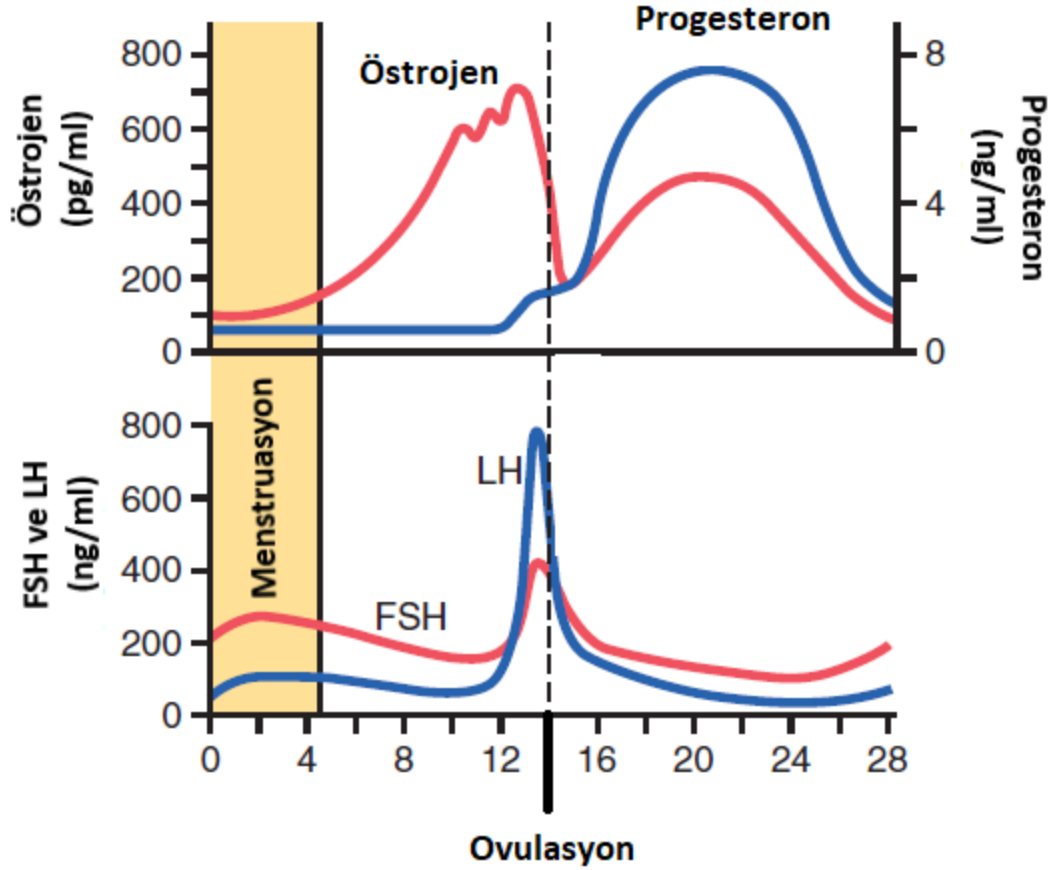 Progesteron
Östrojen
800
600
400
200
0
Östrojen
(pg/ml)
8
4
0
Progesteron
(ng/ml)
Menstruasyon
800
600
400
200
0
FSH ve LH
(ng/ml)
LH
FSH
0 4 8 12 16 20 24 28
Ovulasyon